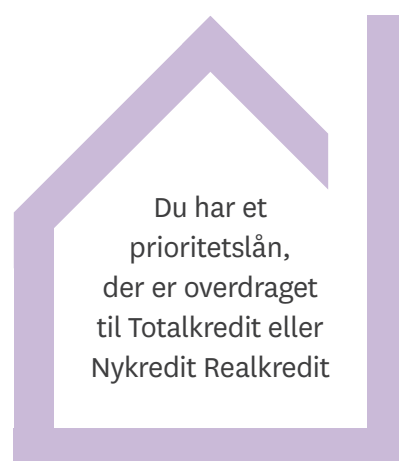 Du har et
prioritetslån,
der er overdraget
til Totalkredit eller
Nykredit Realkredit